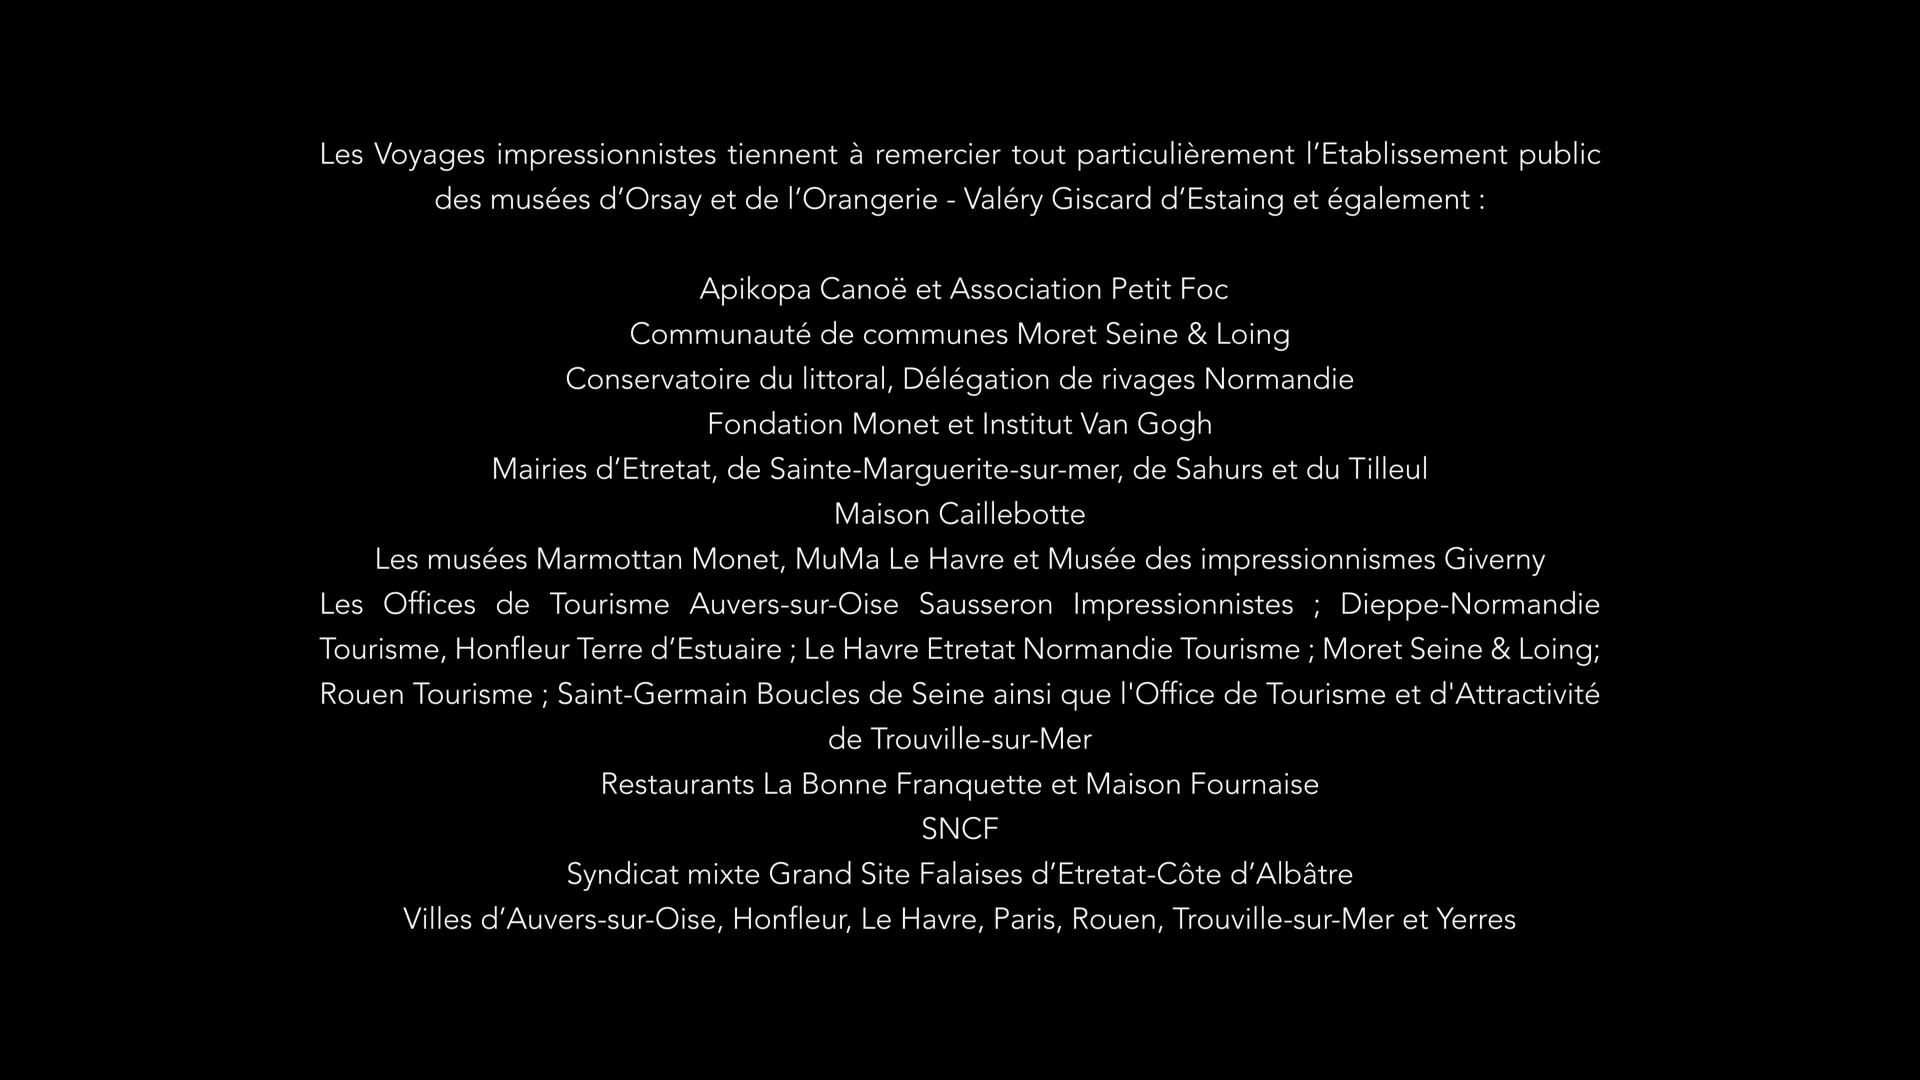 Les Voyages impressionnistes tiennent à remercier tout particulièrement l’Etablissement public
des musées d’Orsay et de l’Orangerie - Valéry Giscard d’Estaing et également :
Apikopa Canoë et Association Petit Foc
Communauté de communes Moret Seine & Loing
Conservatoire du littoral, Délégation de rivages Normandie
Fondation Monet et Institut Van Gogh
Mairies d’Etretat, de Sainte-Marguerite-sur-mer, de Sahurs et du Tilleul
Maison Caillebotte
Les musées Marmottan Monet, MuMa Le Havre et Musée des impressionnismes Giverny
Les Offices de Tourisme Auvers-sur-Oise Sausseron Impressionnistes ; Dieppe-Normandie
Tourisme, Honfleur Terre d’Estuaire ; Le Havre Etretat Normandie Tourisme ; Moret Seine & Loing;
Rouen Tourisme ; Saint-Germain Boucles de Seine ainsi que l'Office de Tourisme et d'Attractivité
de Trouville-sur-Mer
Restaurants La Bonne Franquette et Maison Fournaise
SNCF
Syndicat mixte Grand Site Falaises d’Etretat-Côte d’Albâtre
Villes d’Auvers-sur-Oise, Honfleur, Le Havre, Paris, Rouen, Trouville-sur-Mer et Yerres